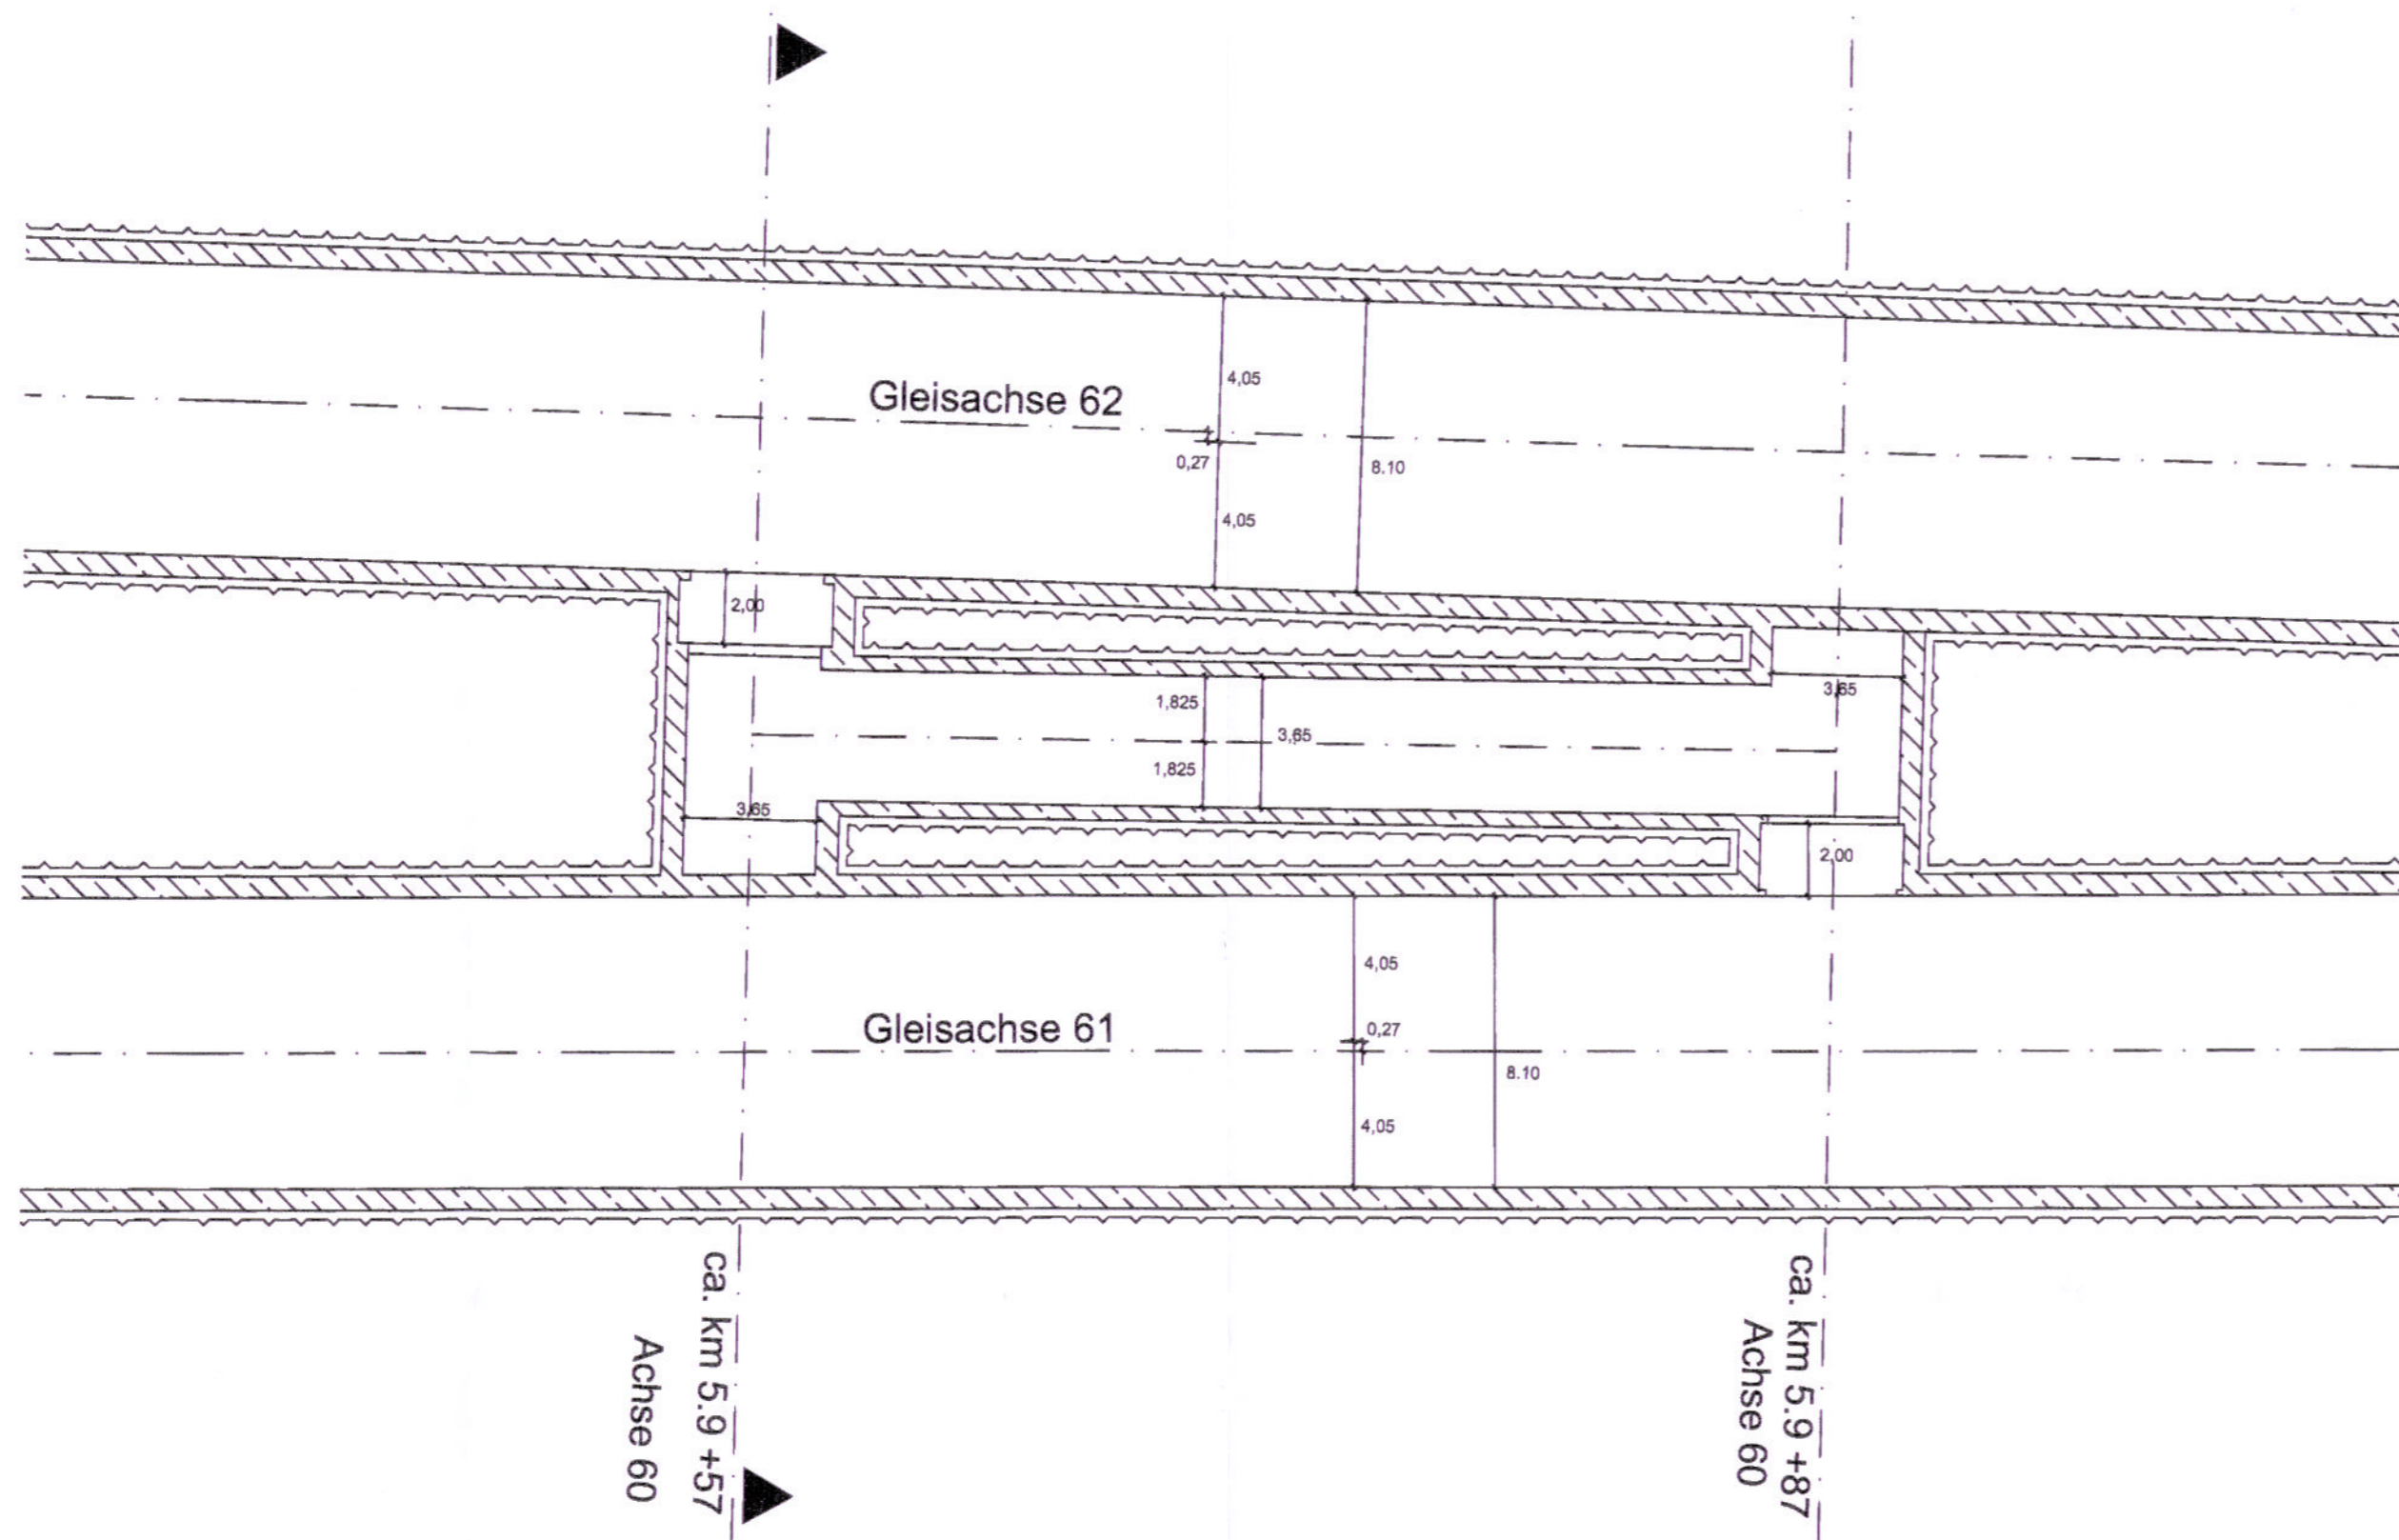 4,05
Gleisachse 62
0,27
8.10
4,05
2,00
1,825
3,65
3,65
1,825
3,65
2,00
4,05
Gleisachse 61
0,27
8.10
4,05
ca. km 5.9 +57
Achse 60
ca. km 5.9 +87
Achse 60